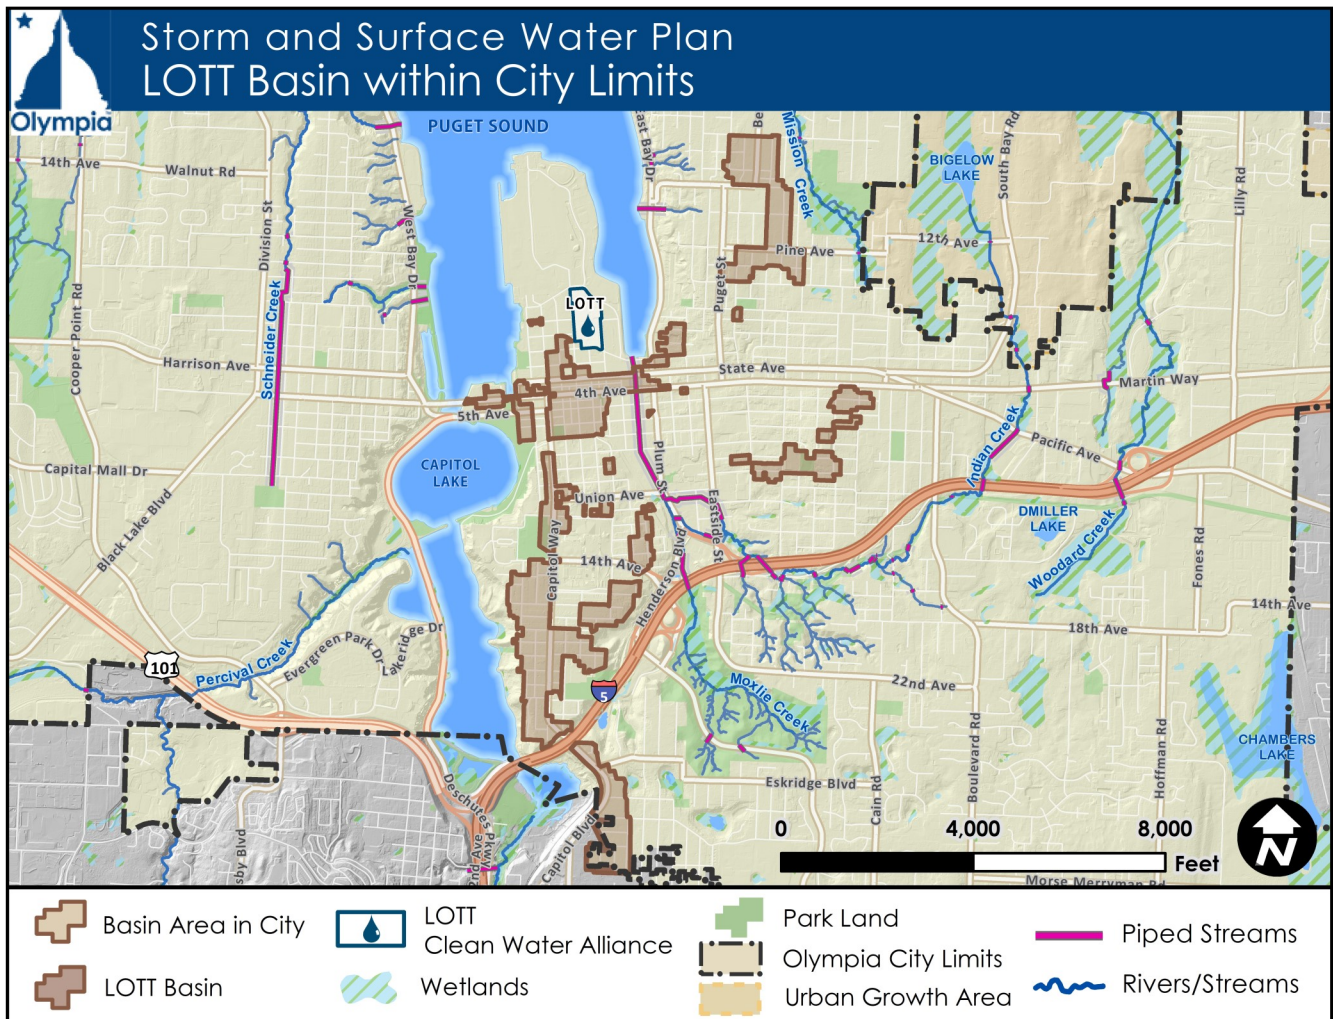 Storm and Surface Water Plan
LOTT Basin within City Limits
Olympia
PUGET SOUND
East Bay Dr
Be
Mission Creek
BIGELOW
LAKE
South Bay Rd
Lilly Rd
14th Ave
Walnut Rd
Division St
West Bay Dr
Cooper Point Rd
Schneider Creek
Puget St
Pine Ave
12th Ave
LOTT
Harrison Ave
State Ave
4th Ave
5th Ave
Martin Way
Pacific Ave
Indian Creek
Capital Mall Dr
Black Lake Blvd
CAPITOL
LAKE
Plum St
Union Ave
Eastside St
DMILLER
LAKE
Woodard Creek
Fones Rd
Capitol Way
14th Ave
Henderson Blvd
14th Ave
18th Ave
Percival Creek
Evergreen Park Dr
Lakeridge Dr
101
5
22nd Ave
Moxlie Creek
Boulevard Rd
Hoffman Rd
CHAMBERS
LAKE
Eskridge Blvd
Cain Rd
Deschutes Pkwy
2nd Ave
Capitol Blvd
sby Blvd
Morse Merryman Rd
0 4,000 8,000
Feet
N
Basin Area in City
LOTT Basin
LOTT
Clean Water Alliance
Wetlands
Park Land
Olympia City Limits
Urban Growth Area
Piped Streams
Rivers/Streams